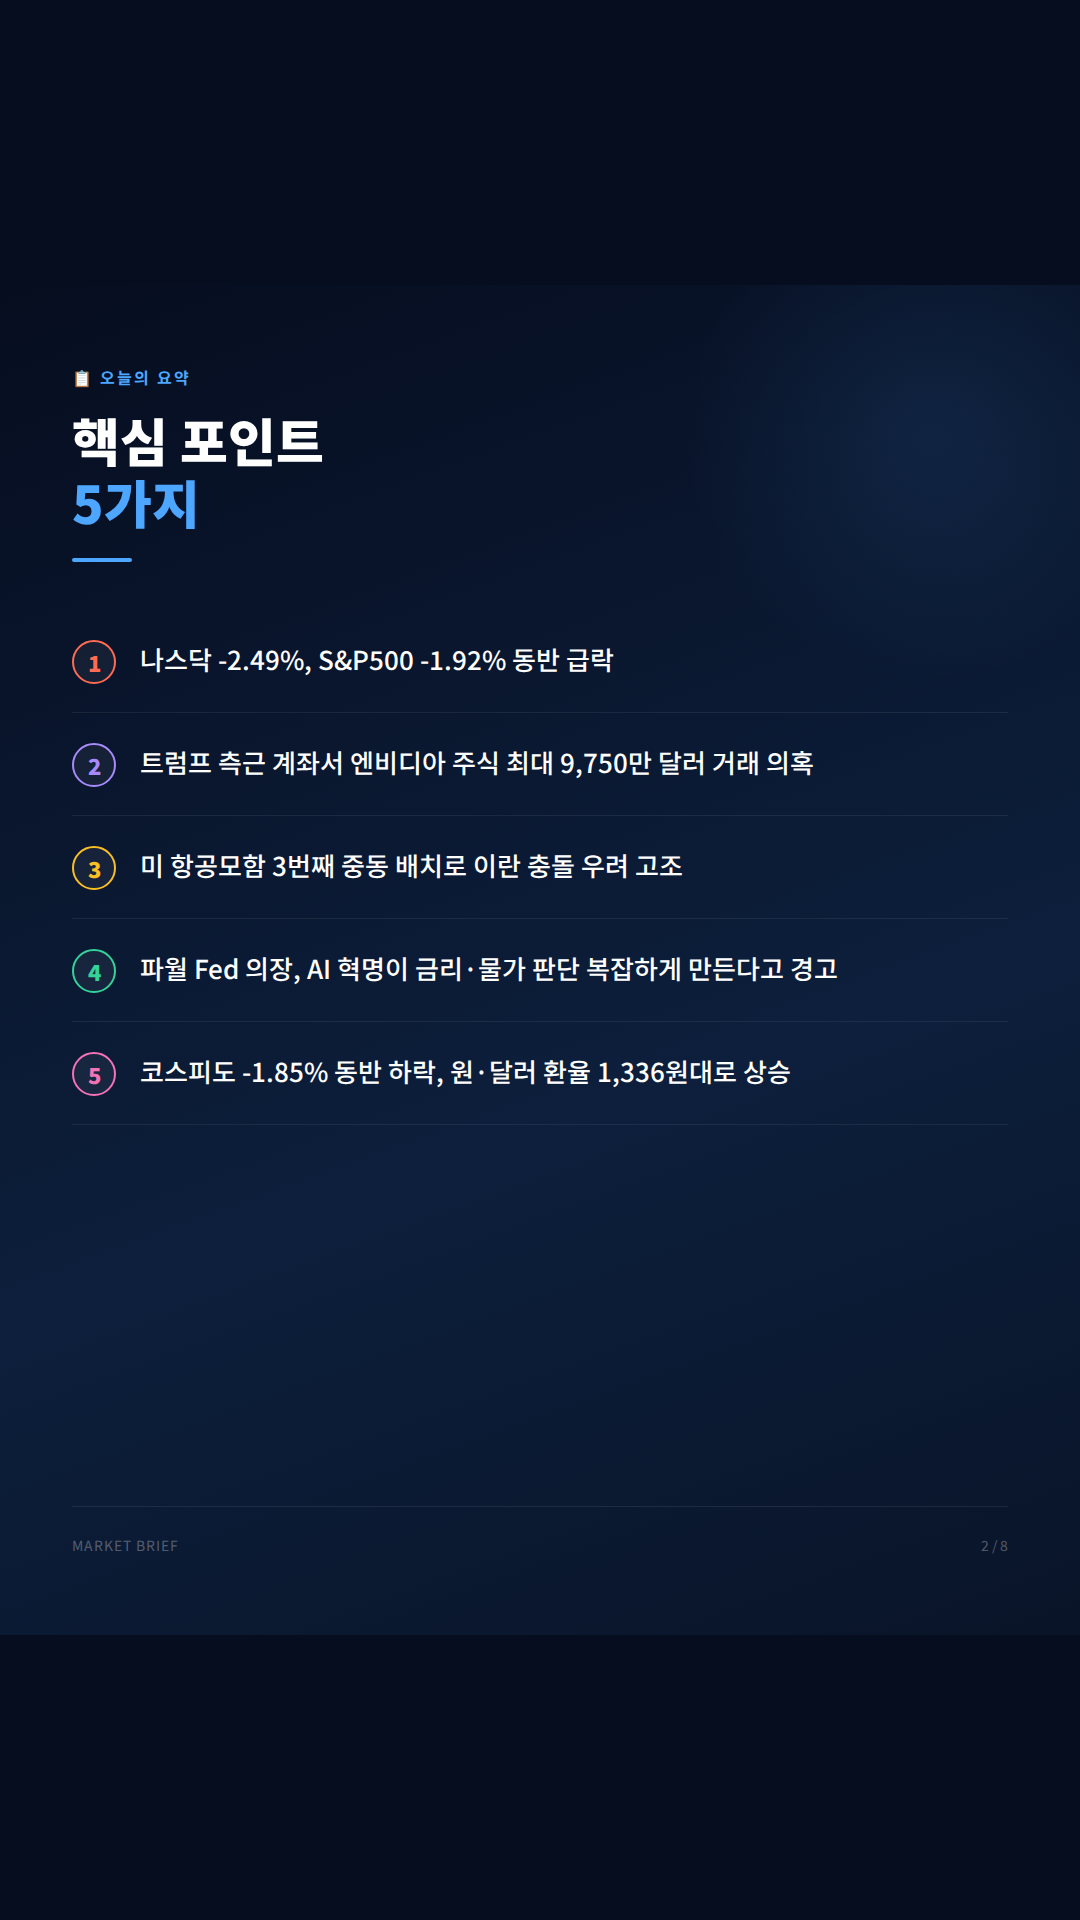 📋 오늘의 요약
핵심 포인트
5가지
1 나스닥 -2.49%, S&P500 -1.92% 동반 급락
2 트럼프 측근 계좌서 엔비디아 주식 최대 9,750만 달러 거래 의혹
3 미 항공모함 3번째 중동 배치로 이란 충돌 우려 고조
4 파월 Fed 의장, AI 혁명이 금리·물가 판단 복잡하게 만든다고 경고
5 코스피도 -1.85% 동반 하락, 원·달러 환율 1,336원대로 상승
MARKET BRIEF
2 / 8